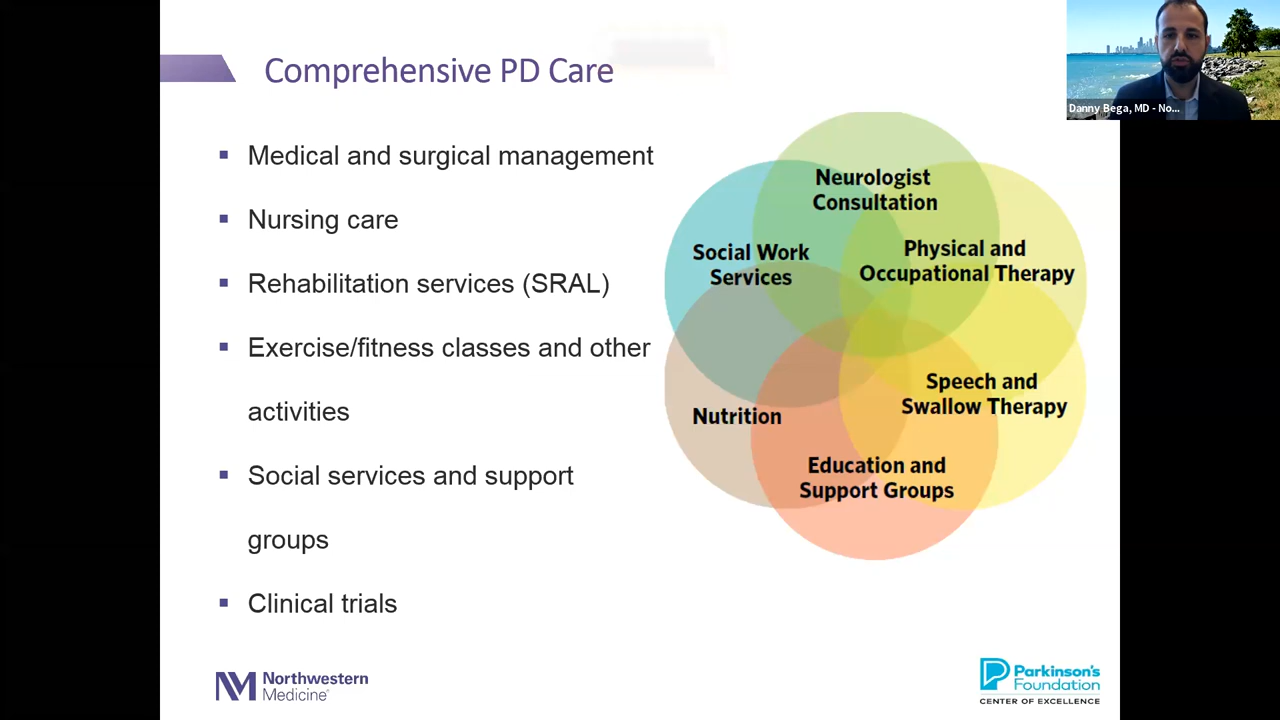 Comprehensive PD Care
Danny Bega, MD - No...
Medical and surgical management
Nursing care
Rehabilitation services (SRAL)
Exercise/fitness classes and other
activities
Social services and support
groups
Clinical trials
Neurologist
Consultation
Social Work
Services
Physical and
Occupational Therapy
Speech and
Swallow Therapy
Nutrition
Education and
Support Groups
NM Northwestern
Medicine
Parkinson's
Foundation
CENTER OF EXCELLENCE